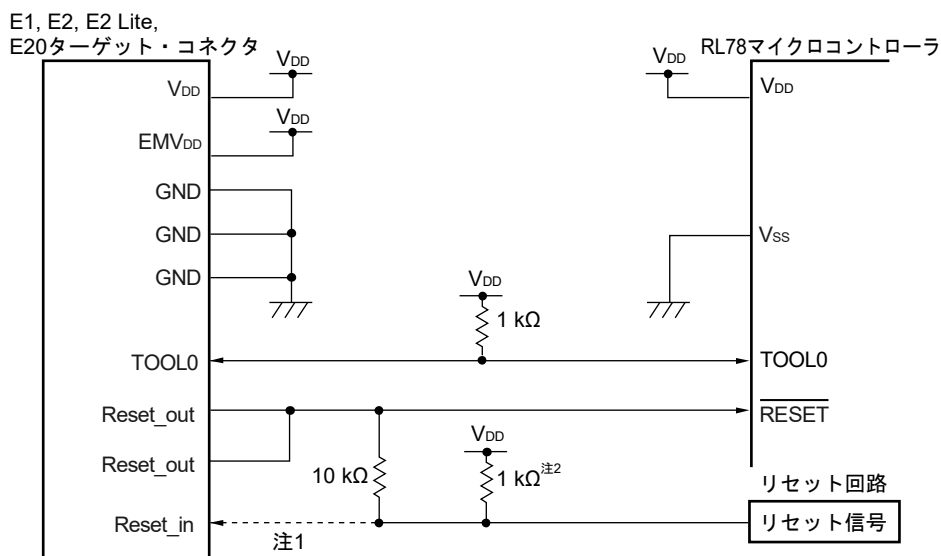 E1, E2, E2 Lite,
E20ターゲット・コネクタ
RL78マイクロコントローラ
VDD
VDD
VDD
VDD
VDD
EMVDD
GND
GND
VSS
GND
VDD
1 kΩ
TOOL0
TOOL0
Reset_out
RESET
Reset_out
VDD
10 kΩ
1 kΩ注2
リセット回路
Reset_in
注1
リセット信号